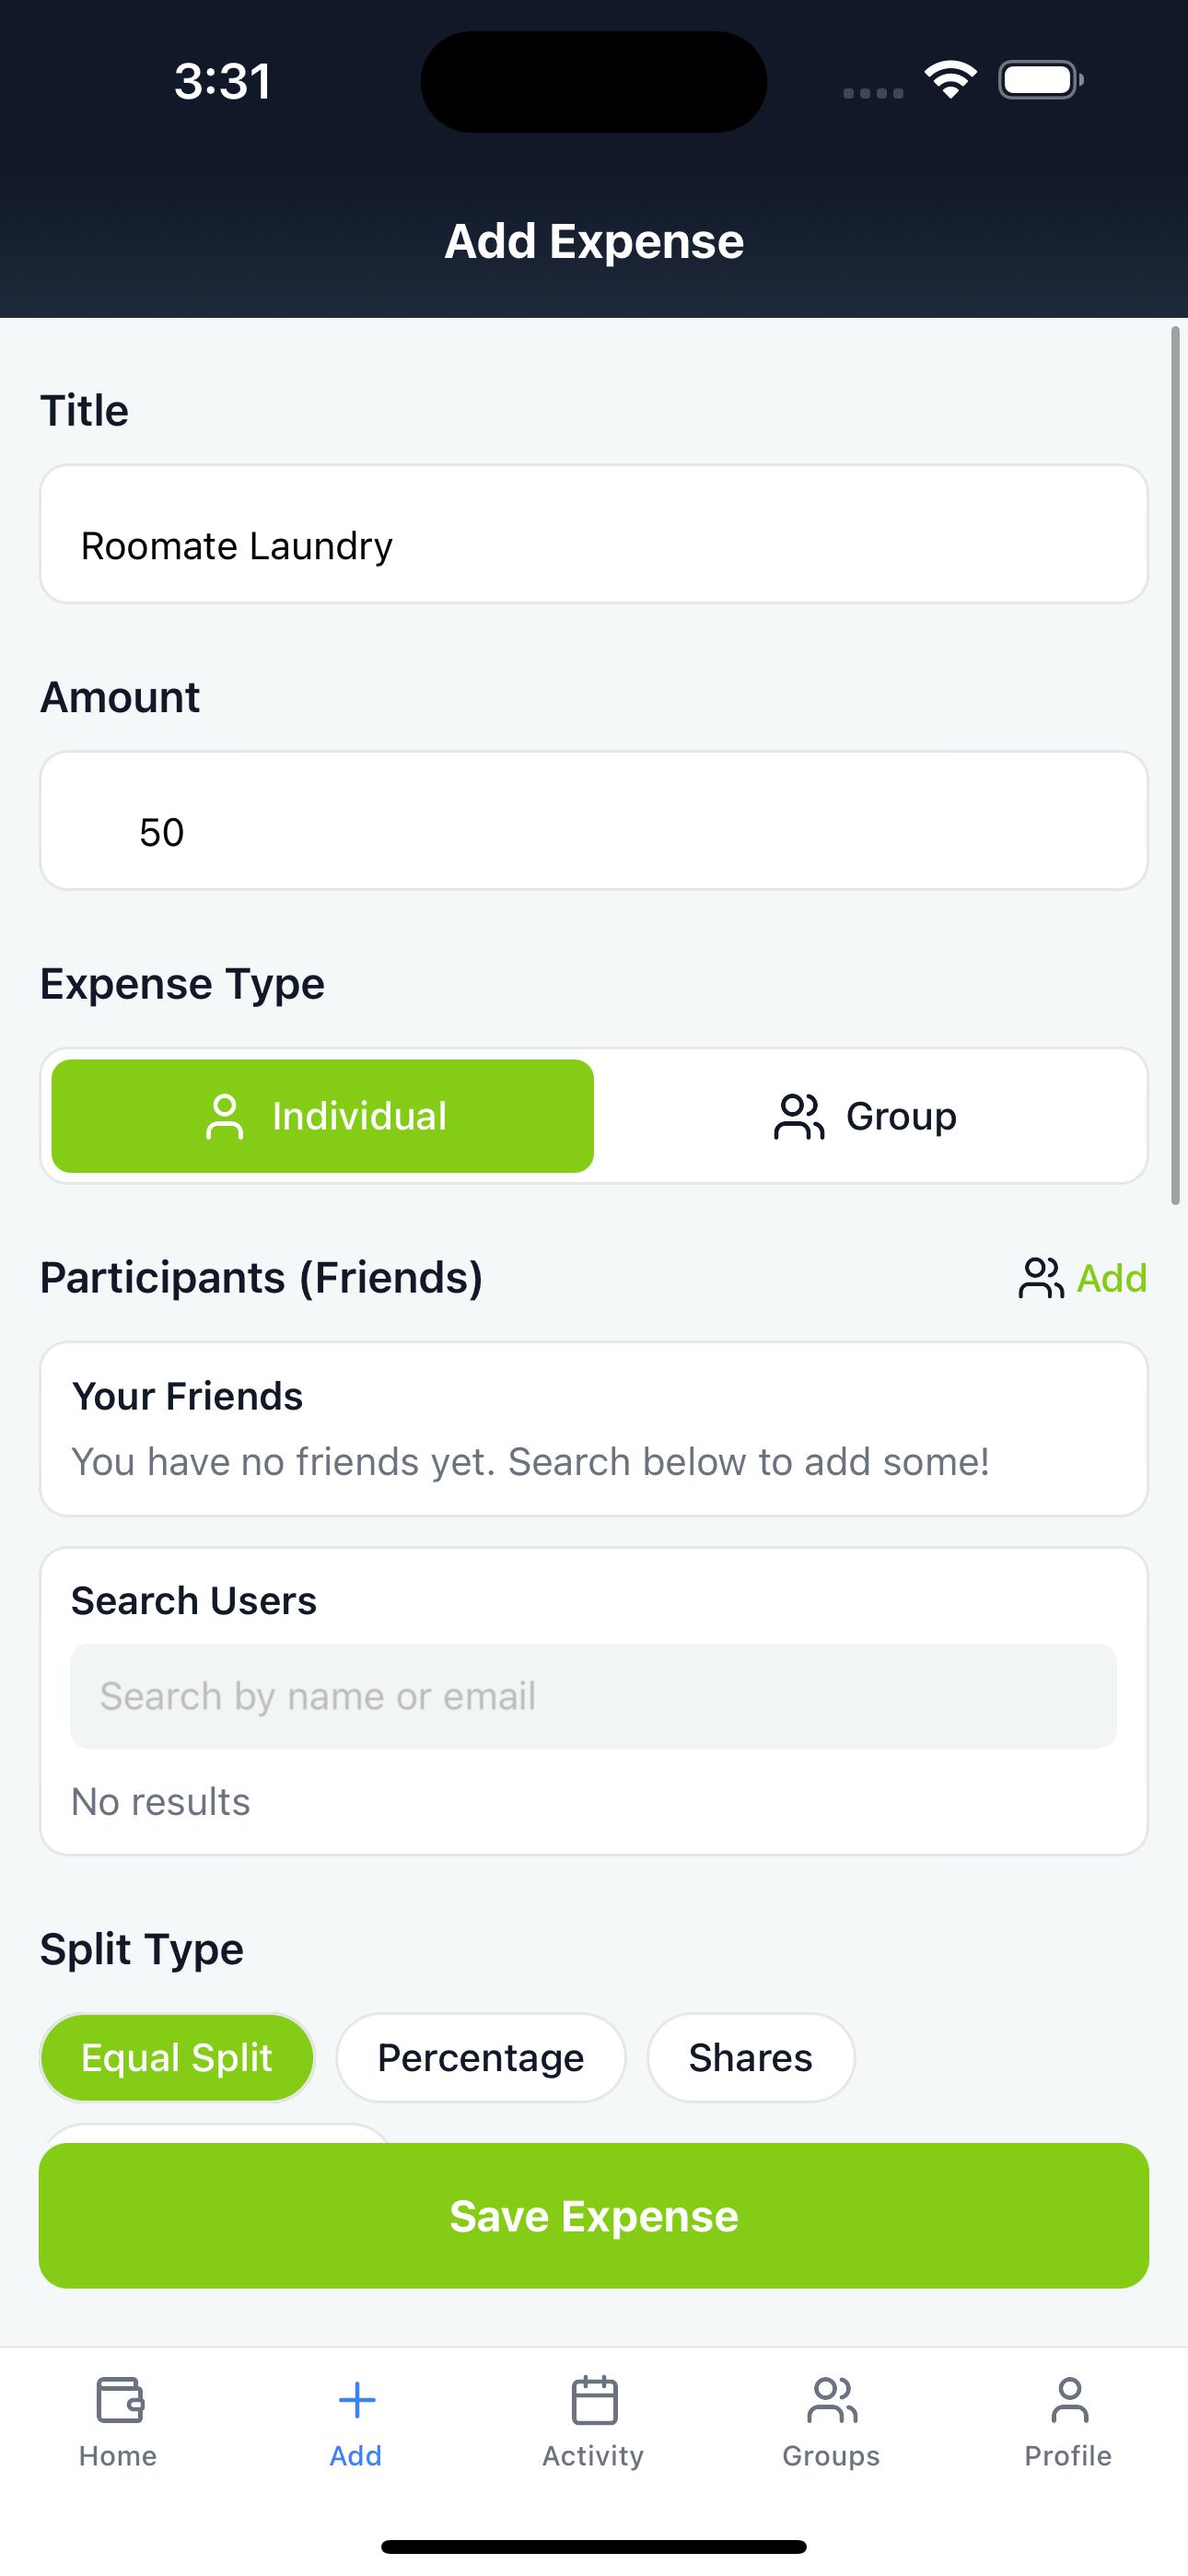 3:31
Add Expense
Title
Roomate Laundry
Amount
50
Expense Type
Individual
Group
Participants (Friends)
Add
Your Friends
You have no friends yet. Search below to add some!
Search Users
Search by name or email
No results
Split Type
Equal Split
Percentage
Shares
Save Expense
Home
Add
Activity
Groups
Profile